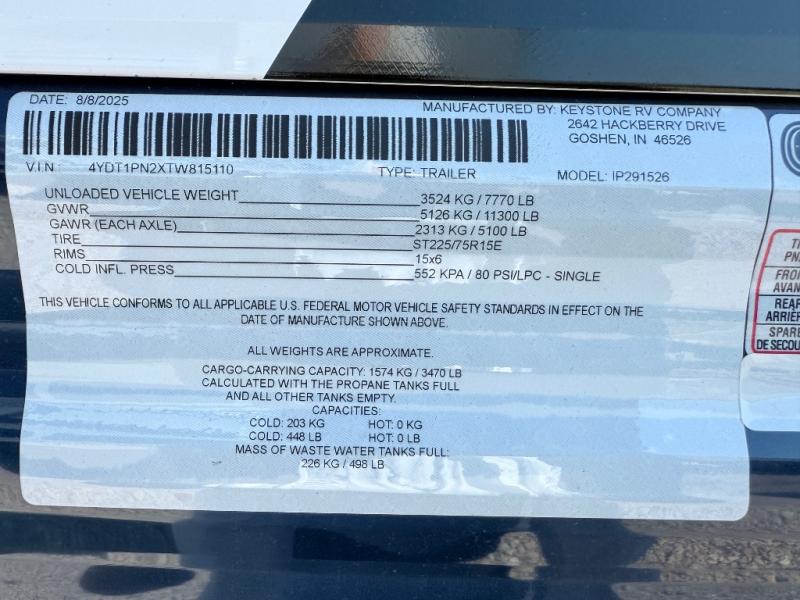 DATE: 8/8/2025
MANUFACTURED BY: KEYSTONE RV COMPANY
2642 HACKBERRY DRIVE
GOSHEN, IN 46526
V.I.N 4YDT1PN2XTW815110 TYPE: TRAILER MODEL: IP291526
UNLOADED VEHICLE WEIGHT 3524 KG / 7770 LB
GVWR 5126 KG / 11300 LB
GAWR (EACH AXLE) 2313 KG / 5100 LB
TIRE ST225/75R15E
RIMS 15x6
COLD INFL. PRESS 552 KPA / 80 PSI/LPC - SINGLE
THIS VEHICLE CONFORMS TO ALL APPLICABLE U.S. FEDERAL MOTOR VEHICLE SAFETY STANDARDS IN EFFECT ON THE
DATE OF MANUFACTURE SHOWN ABOVE.
ALL WEIGHTS ARE APPROXIMATE.
CARGO-CARRYING CAPACITY: 1574 KG / 3470 LB
CALCULATED WITH THE PROPANE TANKS FULL
AND ALL OTHER TANKS EMPTY.
CAPACITIES:
COLD: 203 KG HOT: 0 KG
COLD: 448 LB HOT: 0 LB
MASS OF WASTE WATER TANKS FULL:
226 KG / 498 LB
REAR
SPARE
DE SECOU